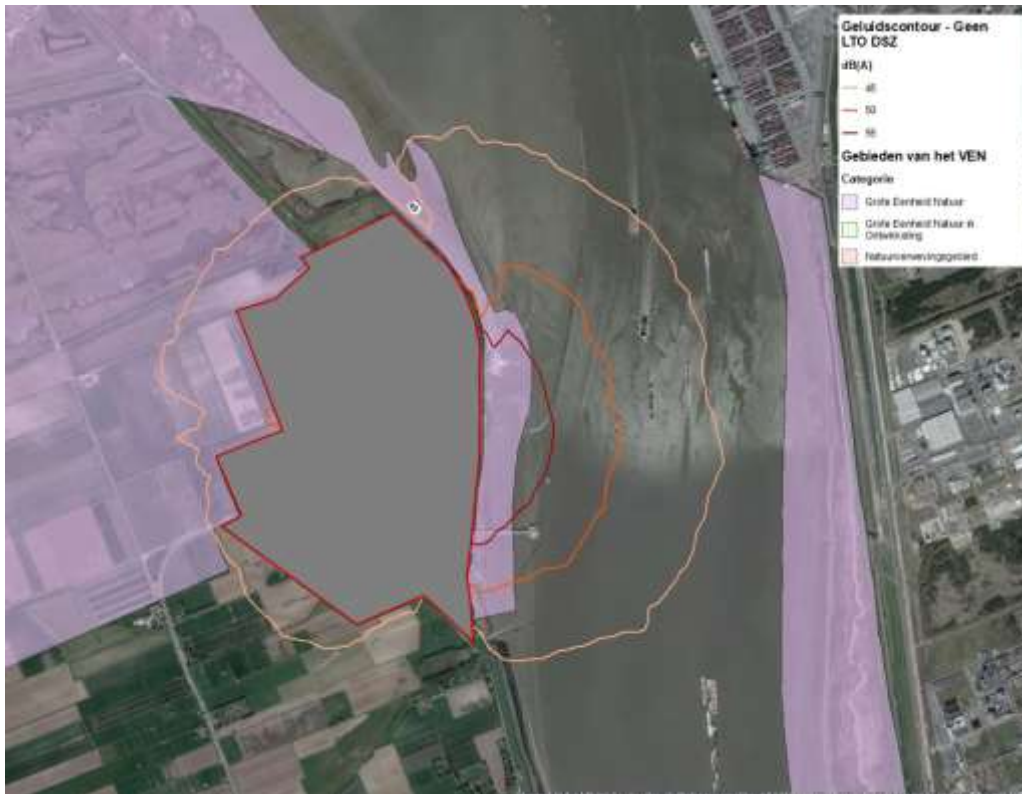 Geluidscontour - Geen
LTO DSZ
dB(A)
45
50
55
Gebieden van het VEN
Categorie
Grote Eenheid Natuur
Grote Eenheid Natuur in
Ontwikkeling
Natuurverwevingsgebied